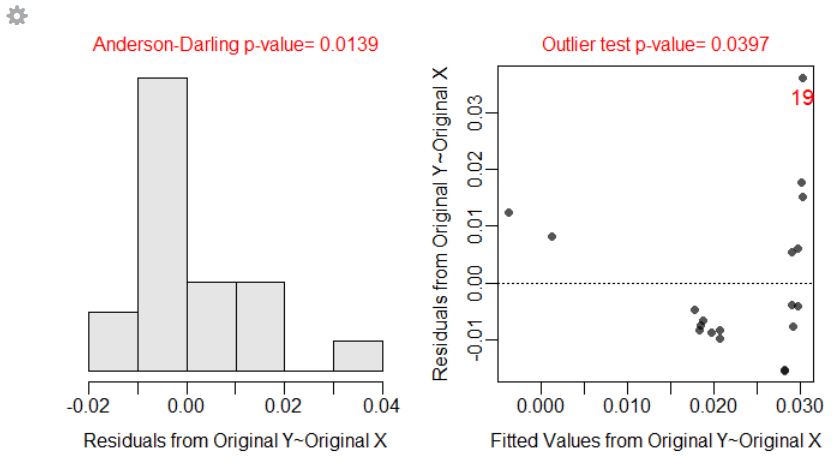 Anderson-Darling p-value= 0.0139
-0.02 0.00 0.02 0.04
Residuals from Original Y~Original X
Outlier test p-value= 0.0397
Residuals from Original Y~Original X
0.03
0.02
0.01
0.00
-0.01
19
0.000 0.010 0.020 0.030
Fitted Values from Original Y~Original X